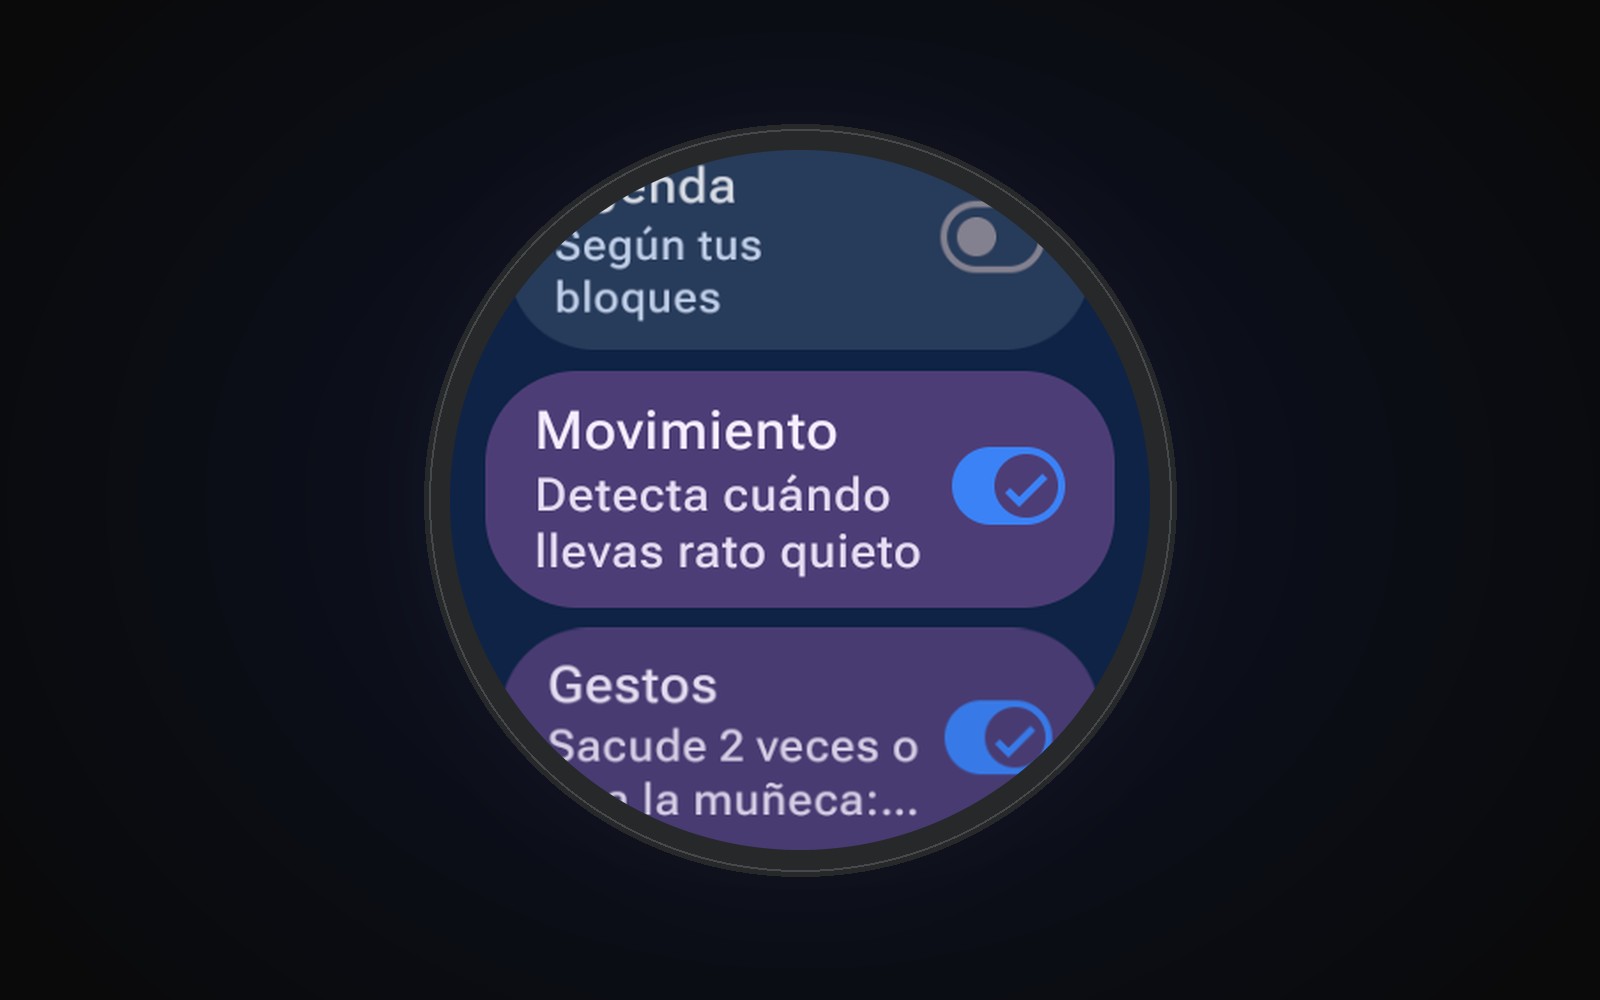 Según tus
bloques
Movimiento
Detecta cuándo
llevas rato quieto
Gestos
Sacude 2 veces o
la muñeca:...